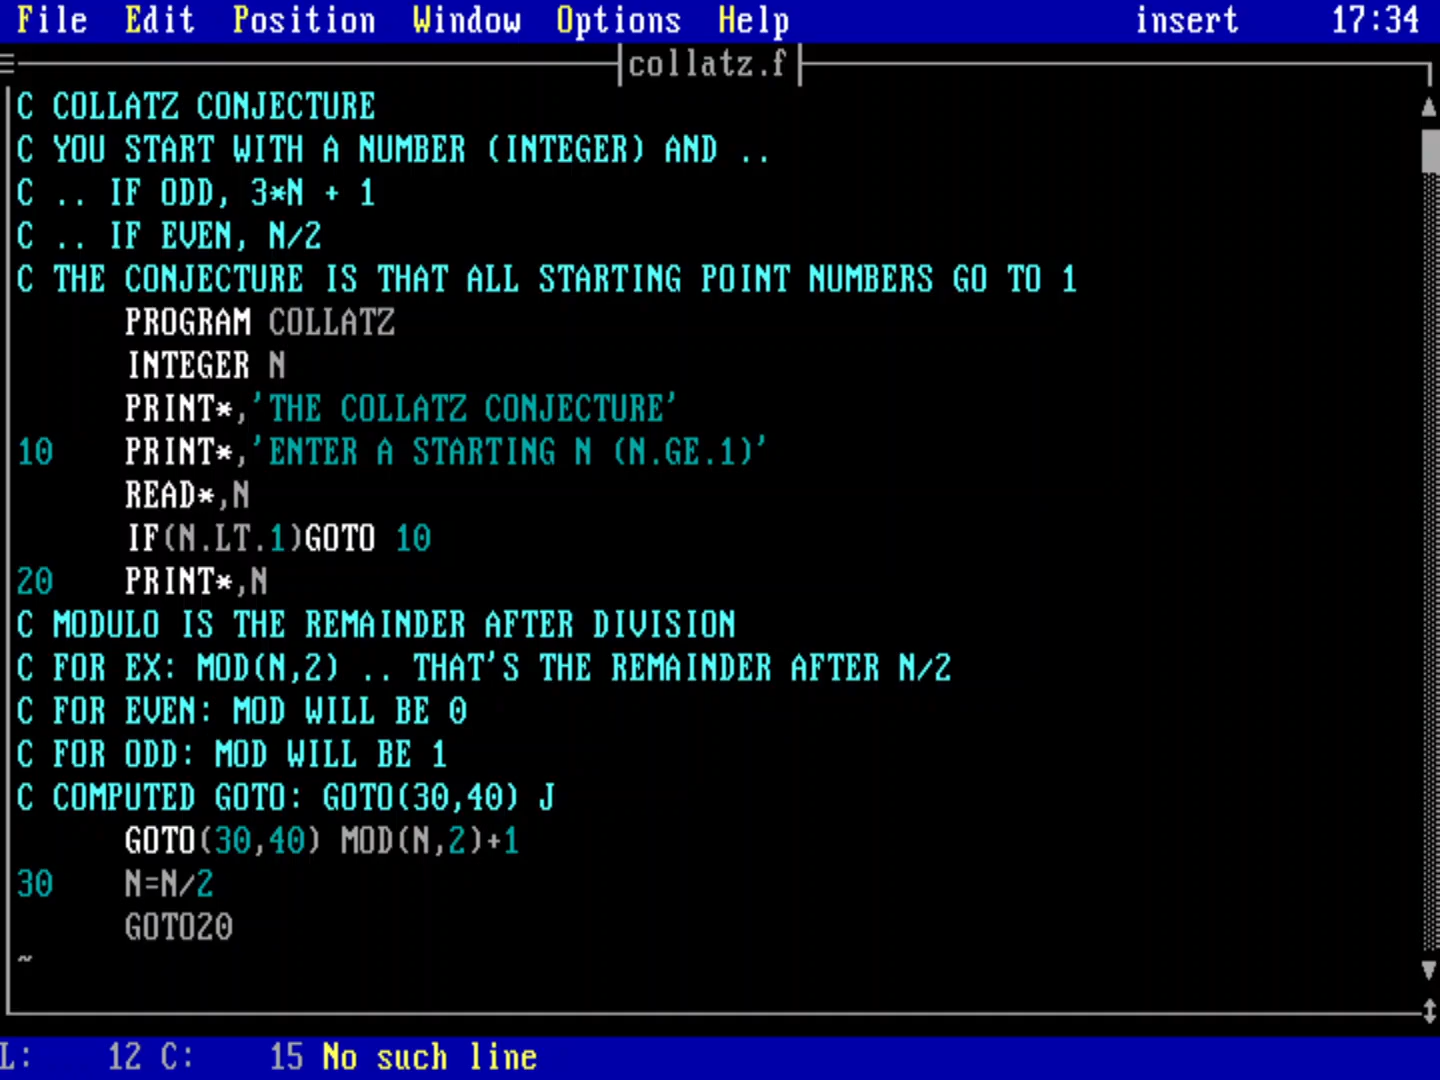 File Edit Position Window Options Help insert 17:34
collatz.f
C COLLATZ CONJECTURE
C YOU START WITH A NUMBER (INTEGER) AND ..
C .. IF ODD, 3*N + 1
C .. IF EVEN, N/2
C THE CONJECTURE IS THAT ALL STARTING POINT NUMBERS GO TO 1
      PROGRAM COLLATZ
      INTEGER N
      PRINT*,'THE COLLATZ CONJECTURE'
10    PRINT*,'ENTER A STARTING N (N.GE.1)'
      READ*,N
      IF(N.LT.1)GOTO 10
20    PRINT*,N
C MODULO IS THE REMAINDER AFTER DIVISION
C FOR EX: MOD(N,2) .. THAT'S THE REMAINDER AFTER N/2
C FOR EVEN: MOD WILL BE 0
C FOR ODD: MOD WILL BE 1
C COMPUTED GOTO: GOTO(30,40) J
      GOTO(30,40) MOD(N,2)+1
30    N=N/2
      GOTO20
~
L: 12 C: 15 No such line